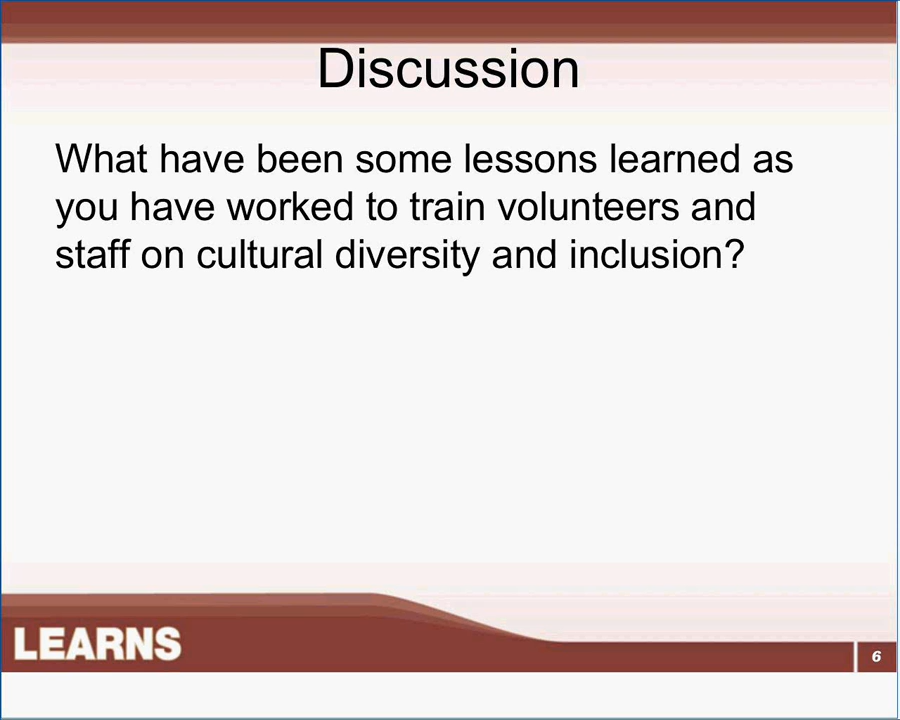 Discussion
What have been some lessons learned as
you have worked to train volunteers and
staff on cultural diversity and inclusion?
LEARNS
6